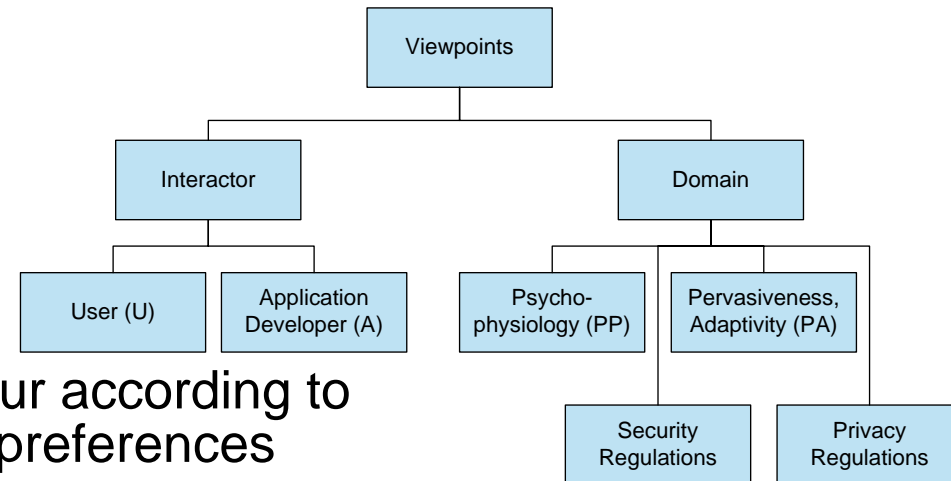 Viewpoints
Interactor
Domain
User (U)
Application
Developer (A)
Psycho-
physiology (PP)
Pervasiveness,
Adaptivity (PA)
ur according to
preferences
Security
Regulations
Privacy
Regulations